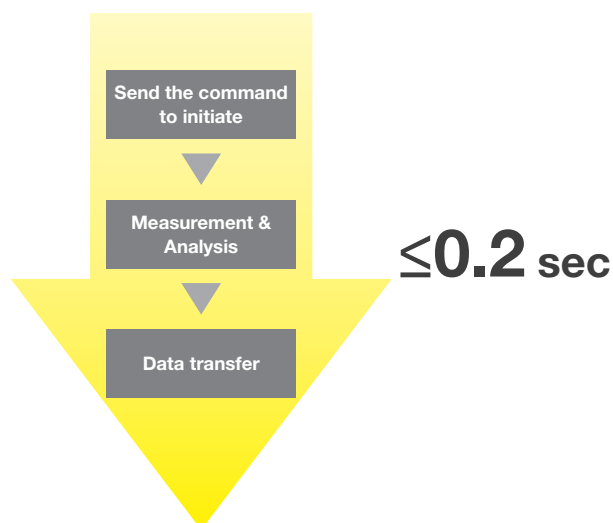 Send the command
to initiate
Measurement &
Analysis
≤0.2 sec
Data transfer